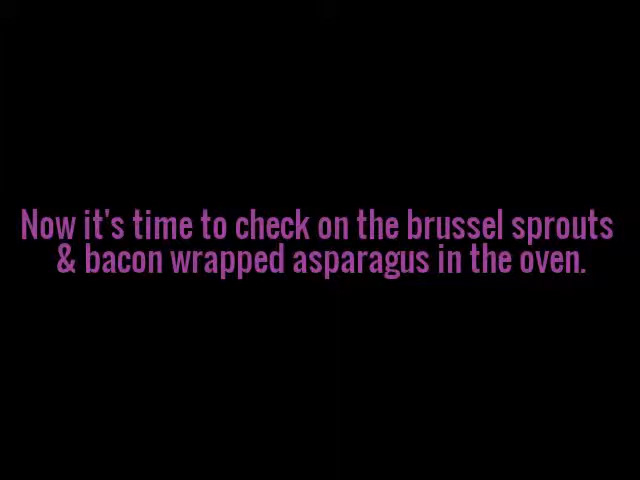 Now it's time to check on the brussel sprouts
& bacon wrapped asparagus in the oven.